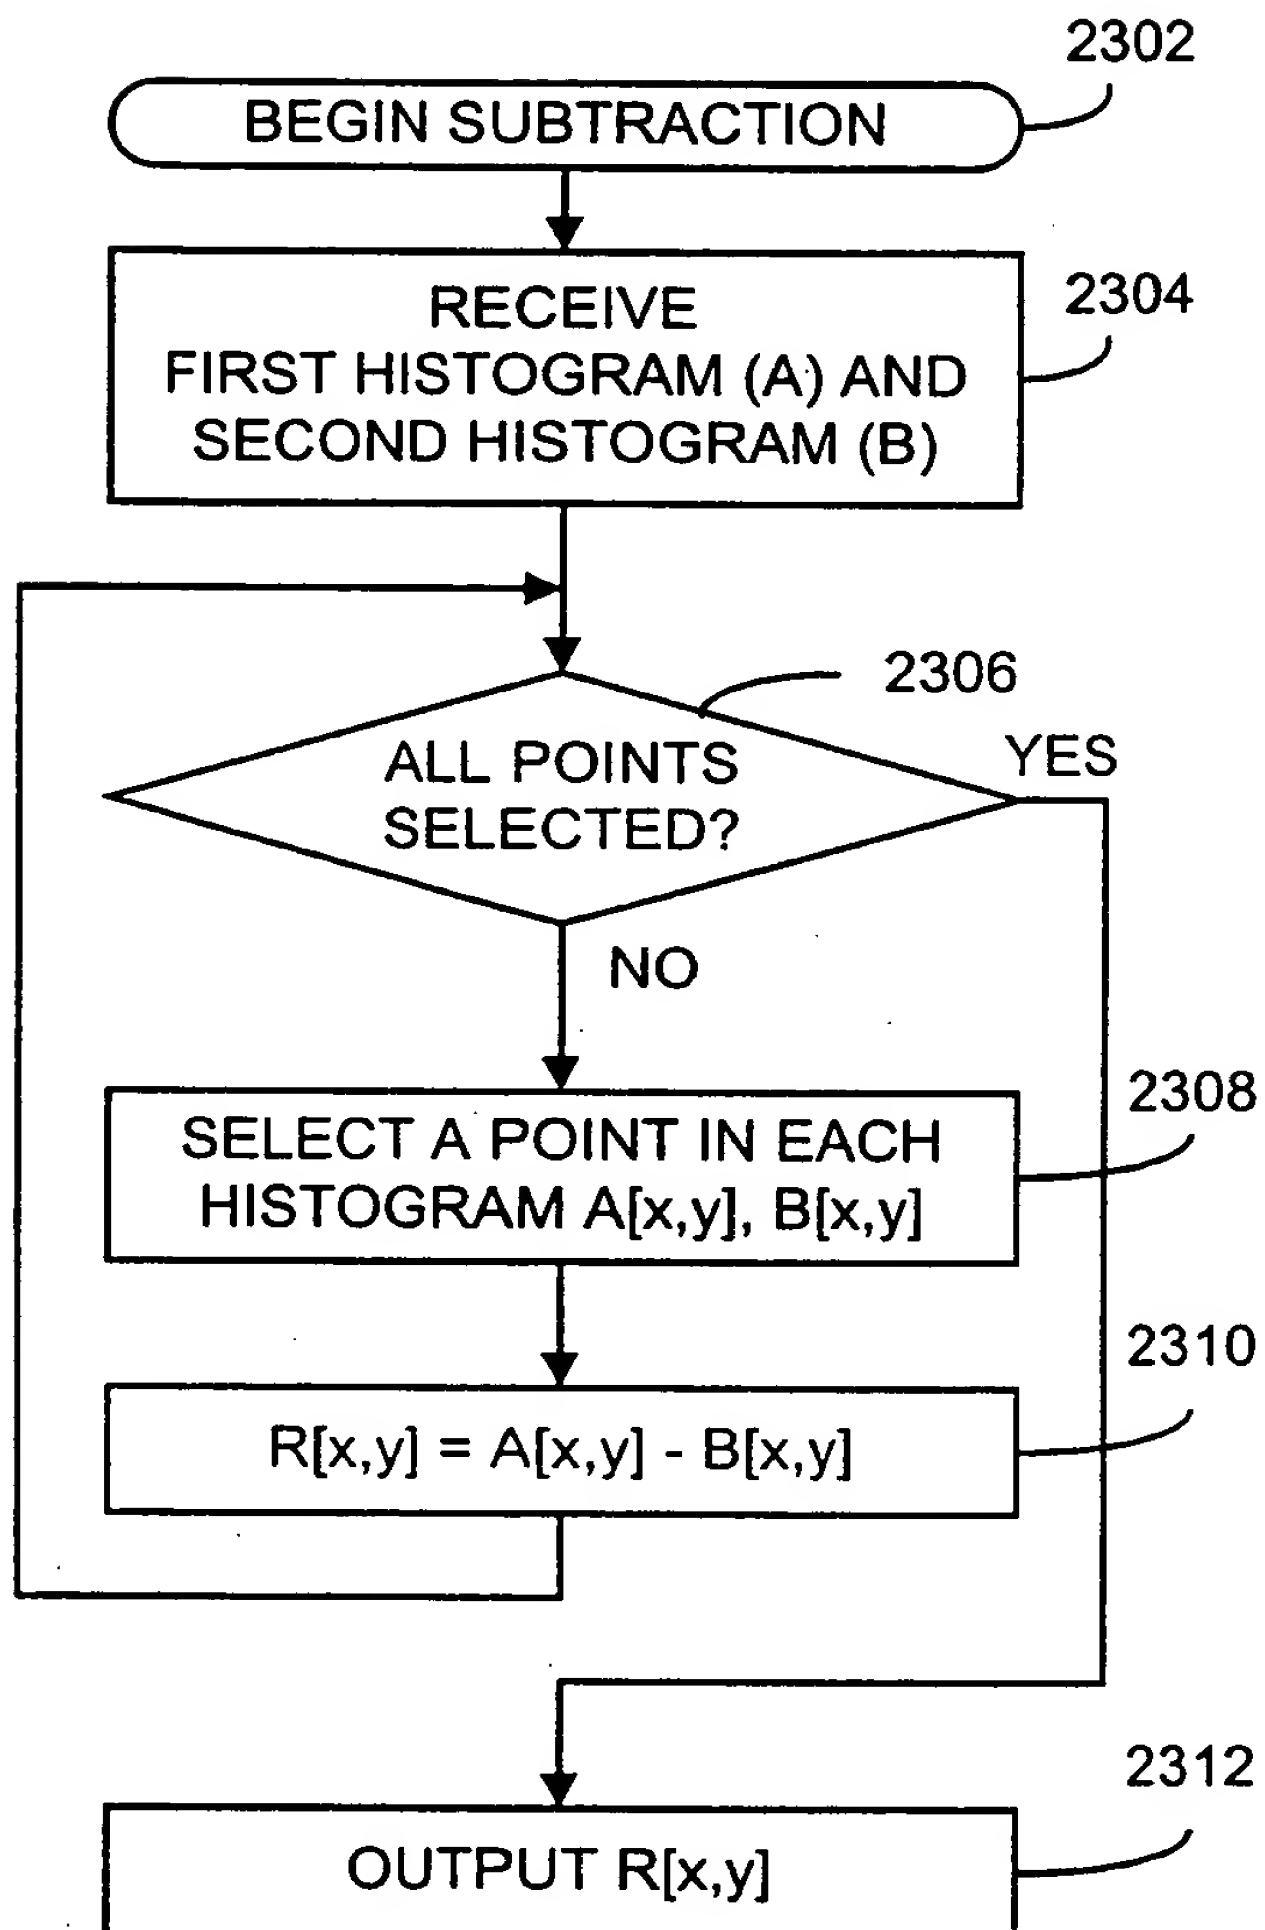 2302
BEGIN SUBTRACTION
2304
RECEIVE
FIRST HISTOGRAM (A) AND
SECOND HISTOGRAM (B)
2306
ALL POINTS
SELECTED?
YES
NO
2308
SELECT A POINT IN EACH
HISTOGRAM A[x,y], B[x,y]
2310
R[x,y] = A[x,y] - B[x,y]
2312
OUTPUT R[x,y]